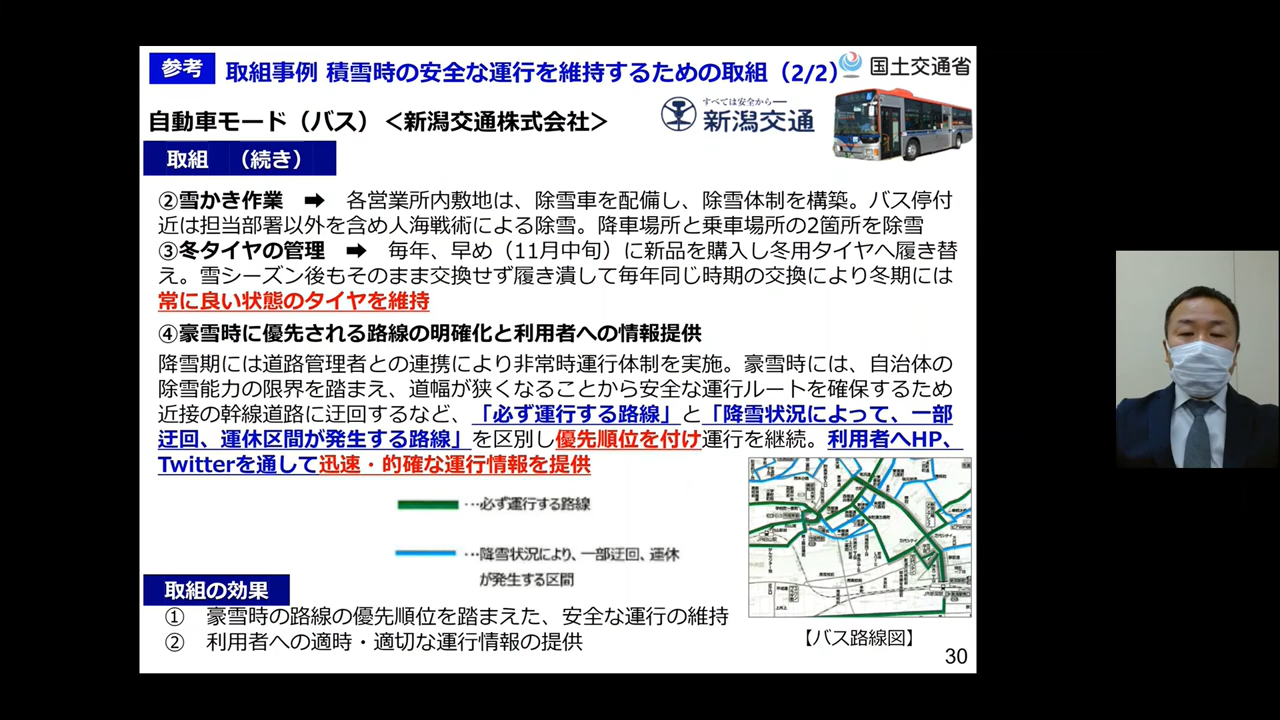 参考 取組事例 積雪時の安全な運行を維持するための取組（2/2） 国土交通省
自動車モード（バス）＜新潟交通株式会社＞ すべては安全から 新潟交通
取組 （続き）
②雪かき作業 ➡ 各営業所内敷地は、除雪車を配備し、除雪体制を構築。バス停付
近は担当部署以外を含め人海戦術による除雪。降車場所と乗車場所の2箇所を除雪
③冬タイヤの管理 ➡ 毎年、早め（11月中旬）に新品を購入し冬用タイヤへ履き替
え。雪シーズン後もそのまま交換せず履き潰して毎年同じ時期の交換により冬期には
常に良い状態のタイヤを維持
④豪雪時に優先される路線の明確化と利用者への情報提供
降雪期には道路管理者との連携により非常時運行体制を実施。豪雪時には、自治体の
除雪能力の限界を踏まえ、道幅が狭くなることから安全な運行ルートを確保するため
近接の幹線道路に迂回するなど、「必ず運行する路線」と「降雪状況によって、一部
迂回、運休区間が発生する路線」を区別し優先順位を付け運行を継続。利用者へHP、
Twitterを通して迅速・的確な運行情報を提供
…必ず運行する路線
…降雪状況により、一部迂回、運休
が発生する区間
取組の効果
① 豪雪時の路線の優先順位を踏まえた、安全な運行の維持
② 利用者への適時・適切な運行情報の提供
【バス路線図】
30